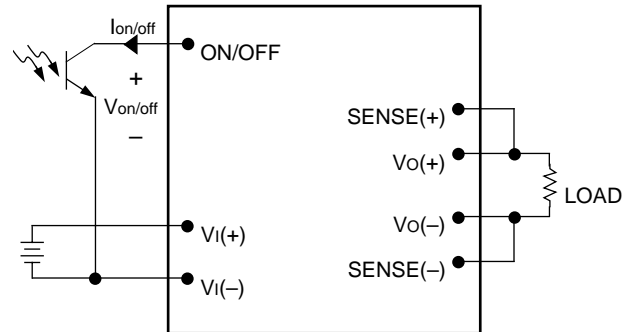 Ion/off
ON/OFF
+
Von/off
–
SENSE(+)
VO(+)
LOAD
VO(–)
VI(+)
SENSE(–)
VI(–)